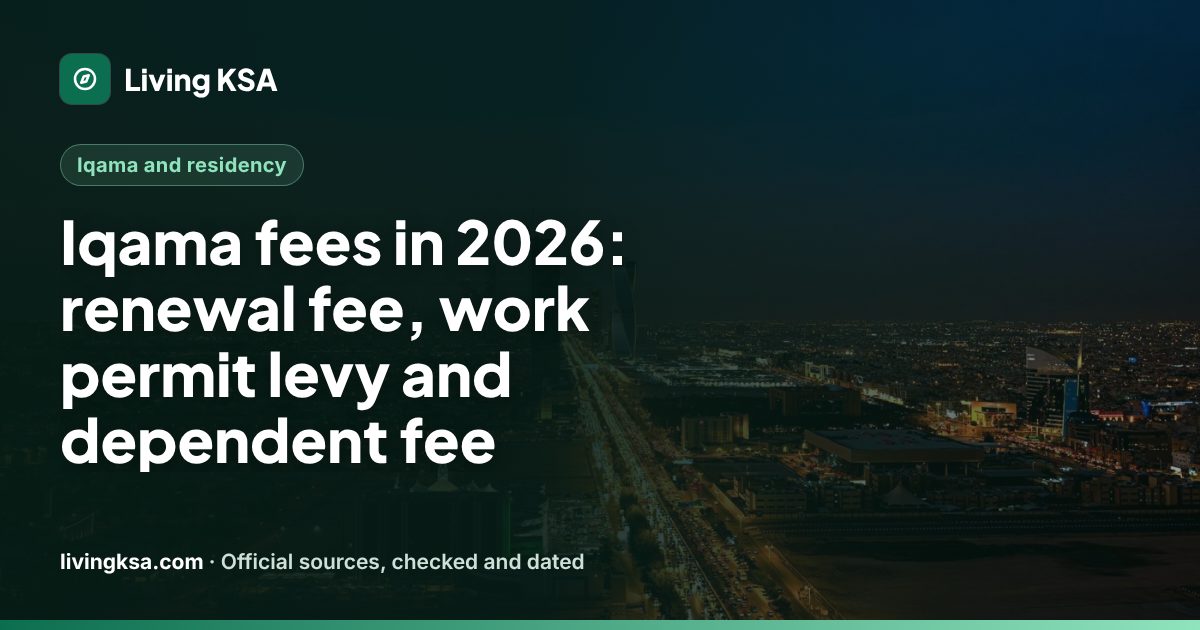 Living KSA
Iqama and residency
Iqama fees in 2026:
renewal fee, work
permit levy and
dependent fee
livingksa.com · Official sources, checked and dated